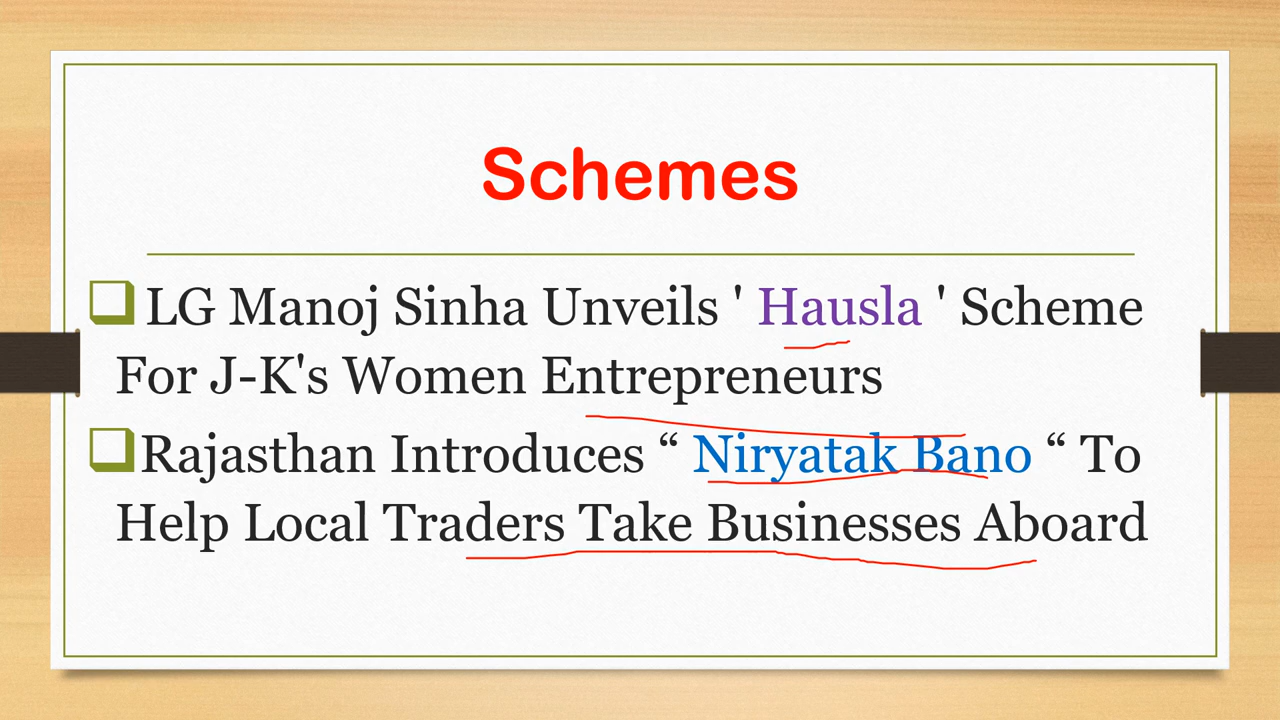 Schemes
LG Manoj Sinha Unveils ' Hausla ' Scheme
For J-K's Women Entrepreneurs
Rajasthan Introduces “ Niryatak Bano “ To
Help Local Traders Take Businesses Aboard